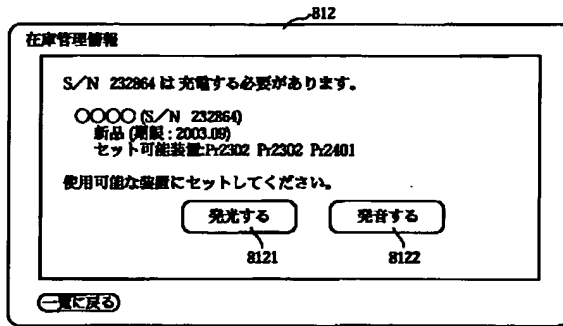 812
在庫管理情報
S/N 232864 は 充電する必要があります。
○○○○ (S/N 232864)
新品 (期限 : 2003.09)
セット可能装置:Pr2302 Pr2302 Pr2401
使用可能な装置にセットしてください。
発光する 発音する
8121 8122
一覧に戻る